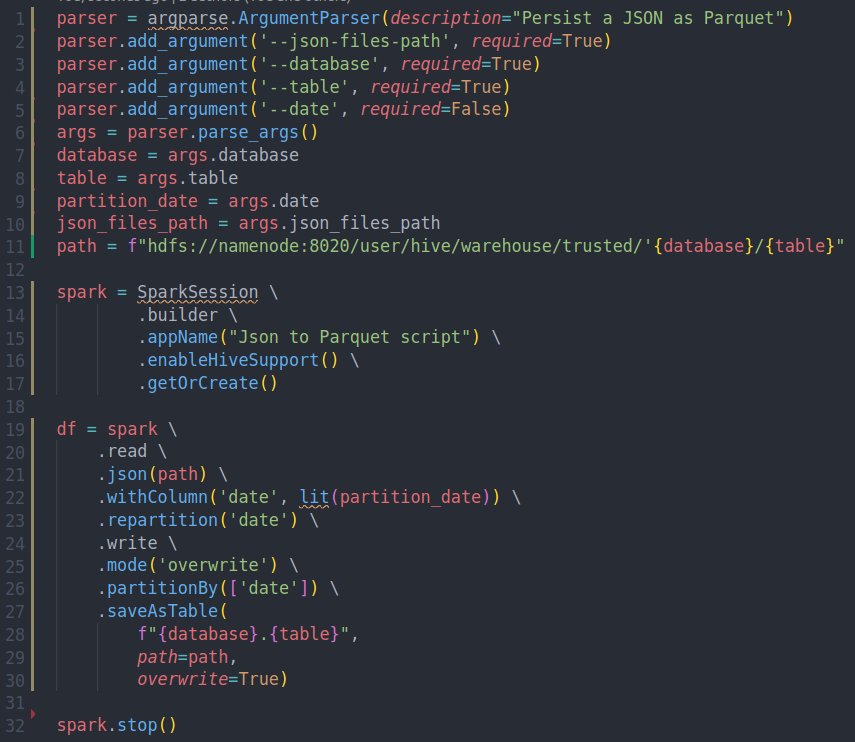 1 parser = argparse.ArgumentParser(description="Persist a JSON as Parquet")
2 parser.add_argument('--json-files-path', required=True)
3 parser.add_argument('--database', required=True)
4 parser.add_argument('--table', required=True)
5 parser.add_argument('--date', required=False)
6 args = parser.parse_args()
7 database = args.database
8 table = args.table
9 partition_date = args.date
10 json_files_path = args.json_files_path
11 path = f"hdfs://namenode:8020/user/hive/warehouse/trusted/'{database}/{table}"
12
13 spark = SparkSession \
14         .builder \
15         .appName("Json to Parquet script") \
16         .enableHiveSupport() \
17         .getOrCreate()
18
19 df = spark \
20     .read \
21     .json(path) \
22     .withColumn('date', lit(partition_date)) \
23     .repartition('date') \
24     .write \
25     .mode('overwrite') \
26     .partitionBy(['date']) \
27     .saveAsTable(
28         f"{database}.{table}",
29         path=path,
30         overwrite=True)
31
32 spark.stop()